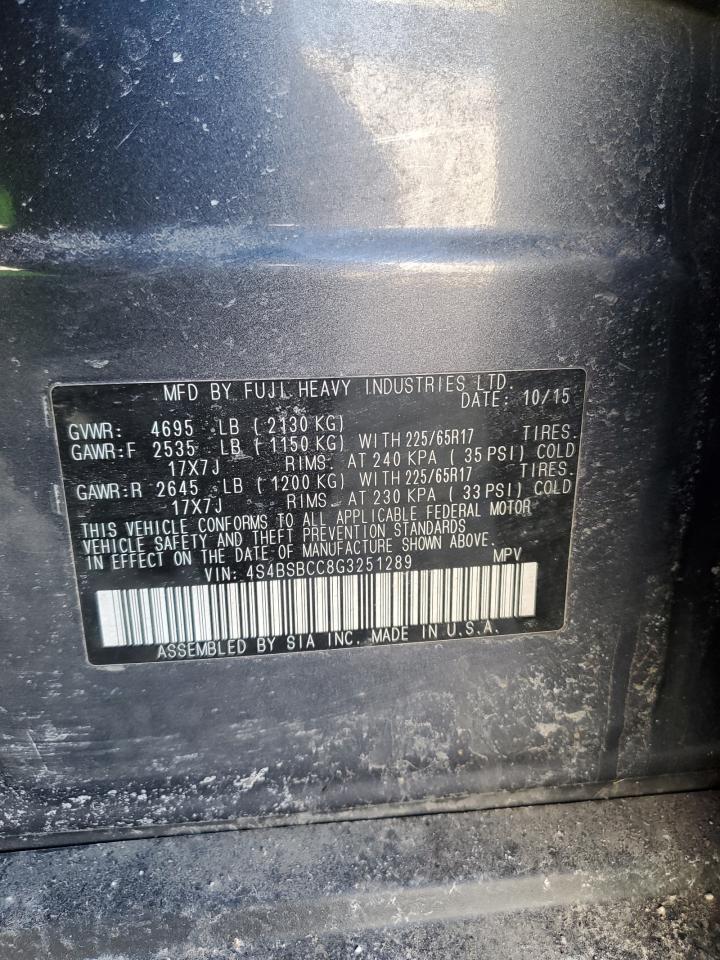 MFD BY FUJI HEAVY INDUSTRIES LTD.
DATE: 10/15
GVWR: 4695 LB ( 2130 KG)
GAWR:F 2535 LB ( 1150 KG) WITH 225/65R17 TIRES.
17X7J RIMS. AT 240 KPA ( 35 PSI) COLD
GAWR:R 2645 LB ( 1200 KG) WITH 225/65R17 TIRES.
17X7J RIMS AT 230 KPA ( 33 PSI) COLD
THIS VEHICLE CONFORMS TO ALL APPLICABLE FEDERAL MOTOR
VEHICLE SAFETY AND THEFT PREVENTION STANDARDS
IN EFFECT ON THE DATE OF MANUFACTURE SHOWN ABOVE.
VIN: 4S4BSBCC8G3251289 MPV
ASSEMBLED BY SIA INC. MADE IN U.S.A.